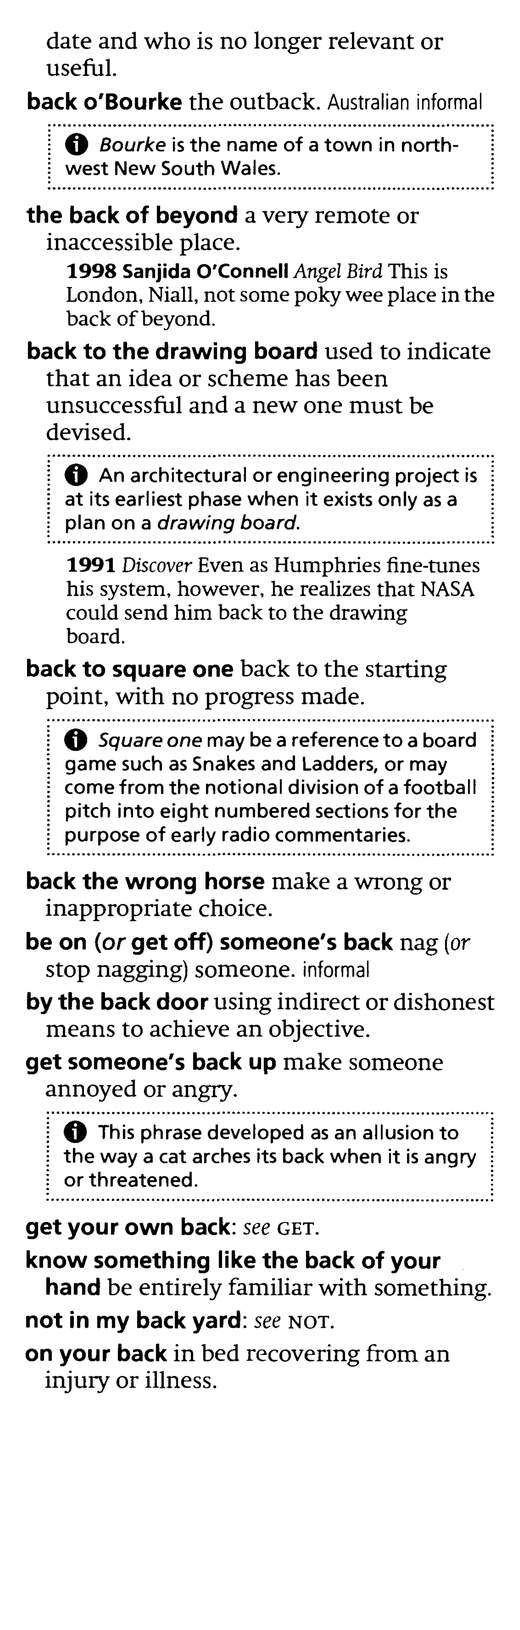 date and who is no longer relevant or
useful.
back o'Bourke the outback. Australian informal
Bourke is the name of a town in north-
west New South Wales.
the back of beyond a very remote or
inaccessible place.
1998 Sanjida O'Connell Angel Bird This is
London, Niall, not some poky wee place in the
back of beyond.
back to the drawing board used to indicate
that an idea or scheme has been
unsuccessful and a new one must be
devised.
An architectural or engineering project is
at its earliest phase when it exists only as a
plan on a drawing board.
1991 Discover Even as Humphries fine-tunes
his system, however, he realizes that NASA
could send him back to the drawing
board.
back to square one back to the starting
point, with no progress made.
Square one may be a reference to a board
game such as Snakes and Ladders, or may
come from the notional division of a football
pitch into eight numbered sections for the
purpose of early radio commentaries.
back the wrong horse make a wrong or
inappropriate choice.
be on (or get off) someone's back nag (or
stop nagging) someone. informal
by the back door using indirect or dishonest
means to achieve an objective.
get someone's back up make someone
annoyed or angry.
This phrase developed as an allusion to
the way a cat arches its back when it is angry
or threatened.
get your own back: see GET.
know something like the back of your
hand be entirely familiar with something.
not in my back yard: see NOT.
on your back in bed recovering from an
injury or illness.